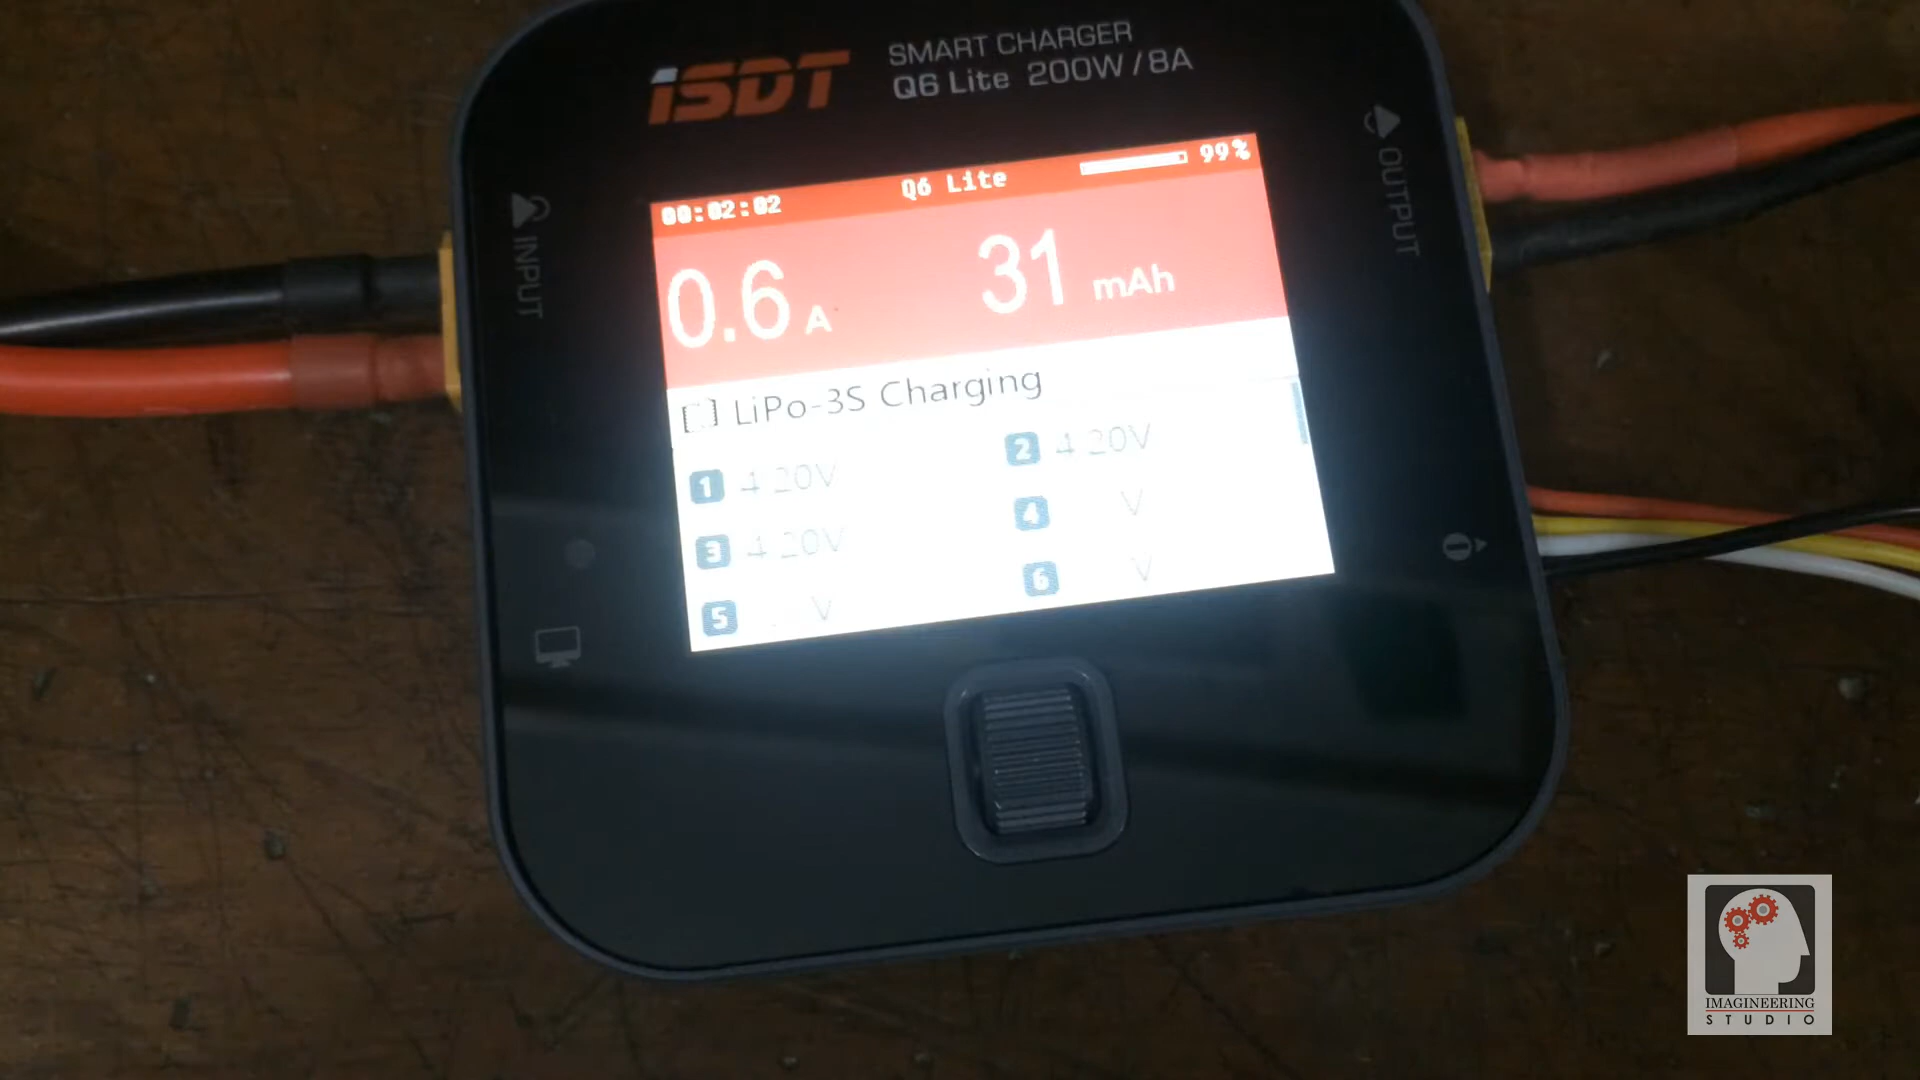 iSDT
SMART CHARGER
Q6 Lite 200W/8A
INPUT
OUTPUT
00:02:02
Q6 Lite
99%
0.6 A
31 mAh
LiPo-3S Charging
1 4.20V
2 4.20V
3 4.20V
4 V
5 V
6 V
IMAGINEERING
STUDIO